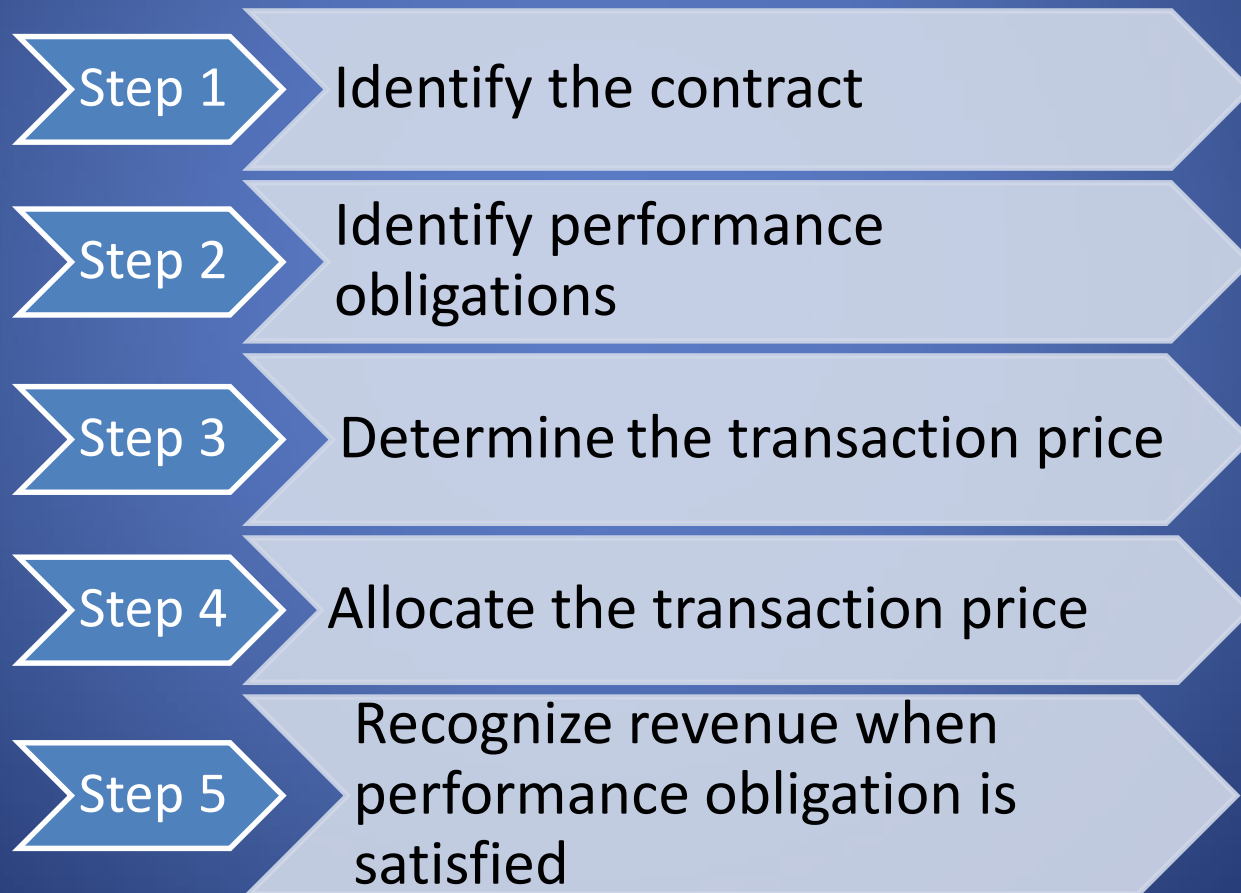 Step 1
Identify the contract
Step 2
Identify performance
obligations
Step 3
Determine the transaction price
Step 4
Allocate the transaction price
Step 5
Recognize revenue when
performance obligation is
satisfied